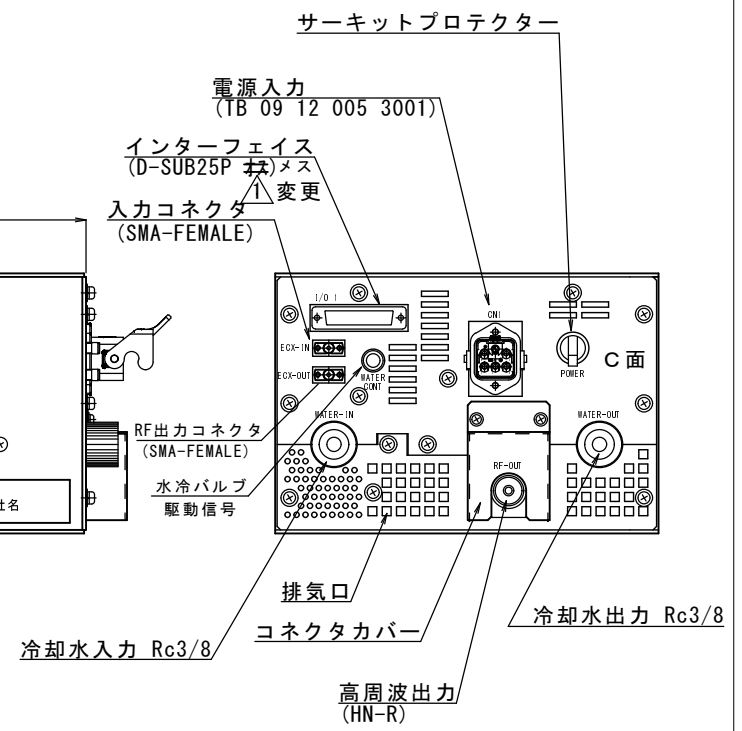 サーキットプロテクター
電源入力
(TB 09 12 005 3001)
インターフェイス
(D-SUB25P オス)メス
1 変更
入力コネクタ
(SMA-FEMALE)
I/O 1
CN1
ECX-IN
ECX-OUT
WATER
CONT
POWER
C面
WATER-IN
WATER-OUT
RF出力コネクタ
(SMA-FEMALE)
RF-OUT
水冷バルブ
駆動信号
社名
排気口
コネクタカバー
冷却水出力 Rc3/8
冷却水入力 Rc3/8
高周波出力
(HN-R)